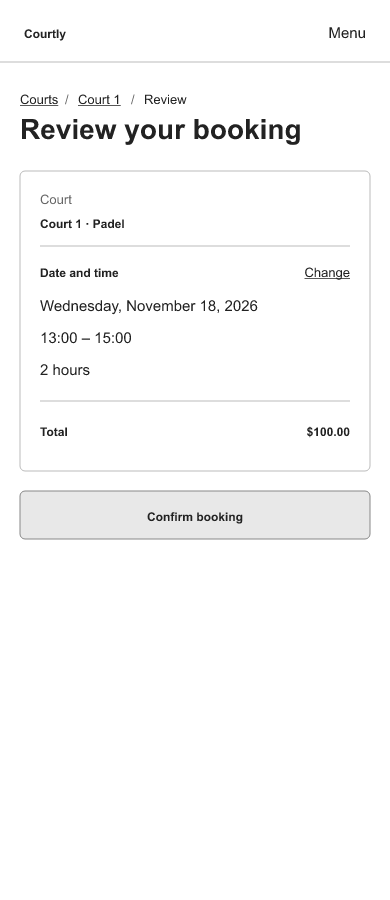 Courtly
Menu
Courts / Court 1 / Review
Review your booking
Court
Court 1 · Padel
Date and time
Change
Wednesday, November 18, 2026
13:00 – 15:00
2 hours
Total
$100.00
Confirm booking